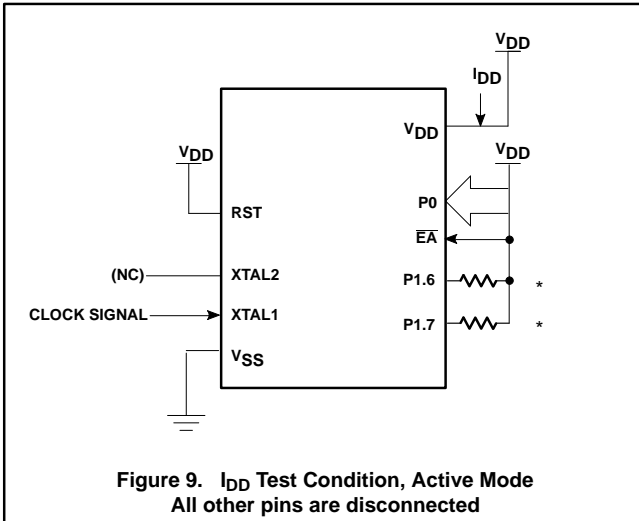 VDD
IDD
VDD
VDD
VDD
P0
RST
EA
(NC)
XTAL2
P1.6
*
CLOCK SIGNAL
XTAL1
P1.7
*
VSS
Figure 9. IDD Test Condition, Active Mode
All other pins are disconnected